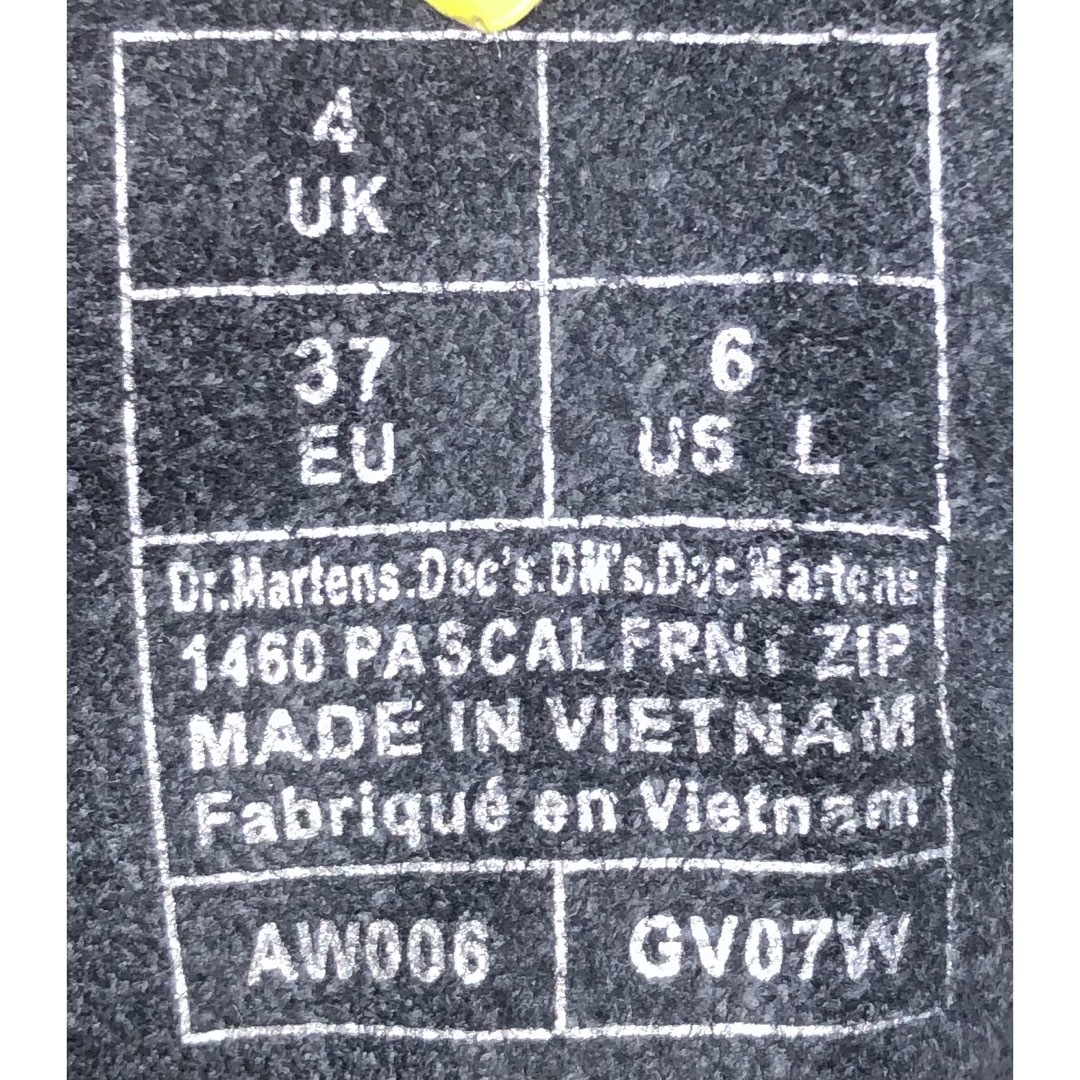 4
UK
37
EU
6
US L
Dr.Martens.Doc's.DM's.Doc Martens
1460 PASCAL FRNT ZIP
MADE IN VIETNAM
Fabriqué en Vietnam
AW006
GV07W